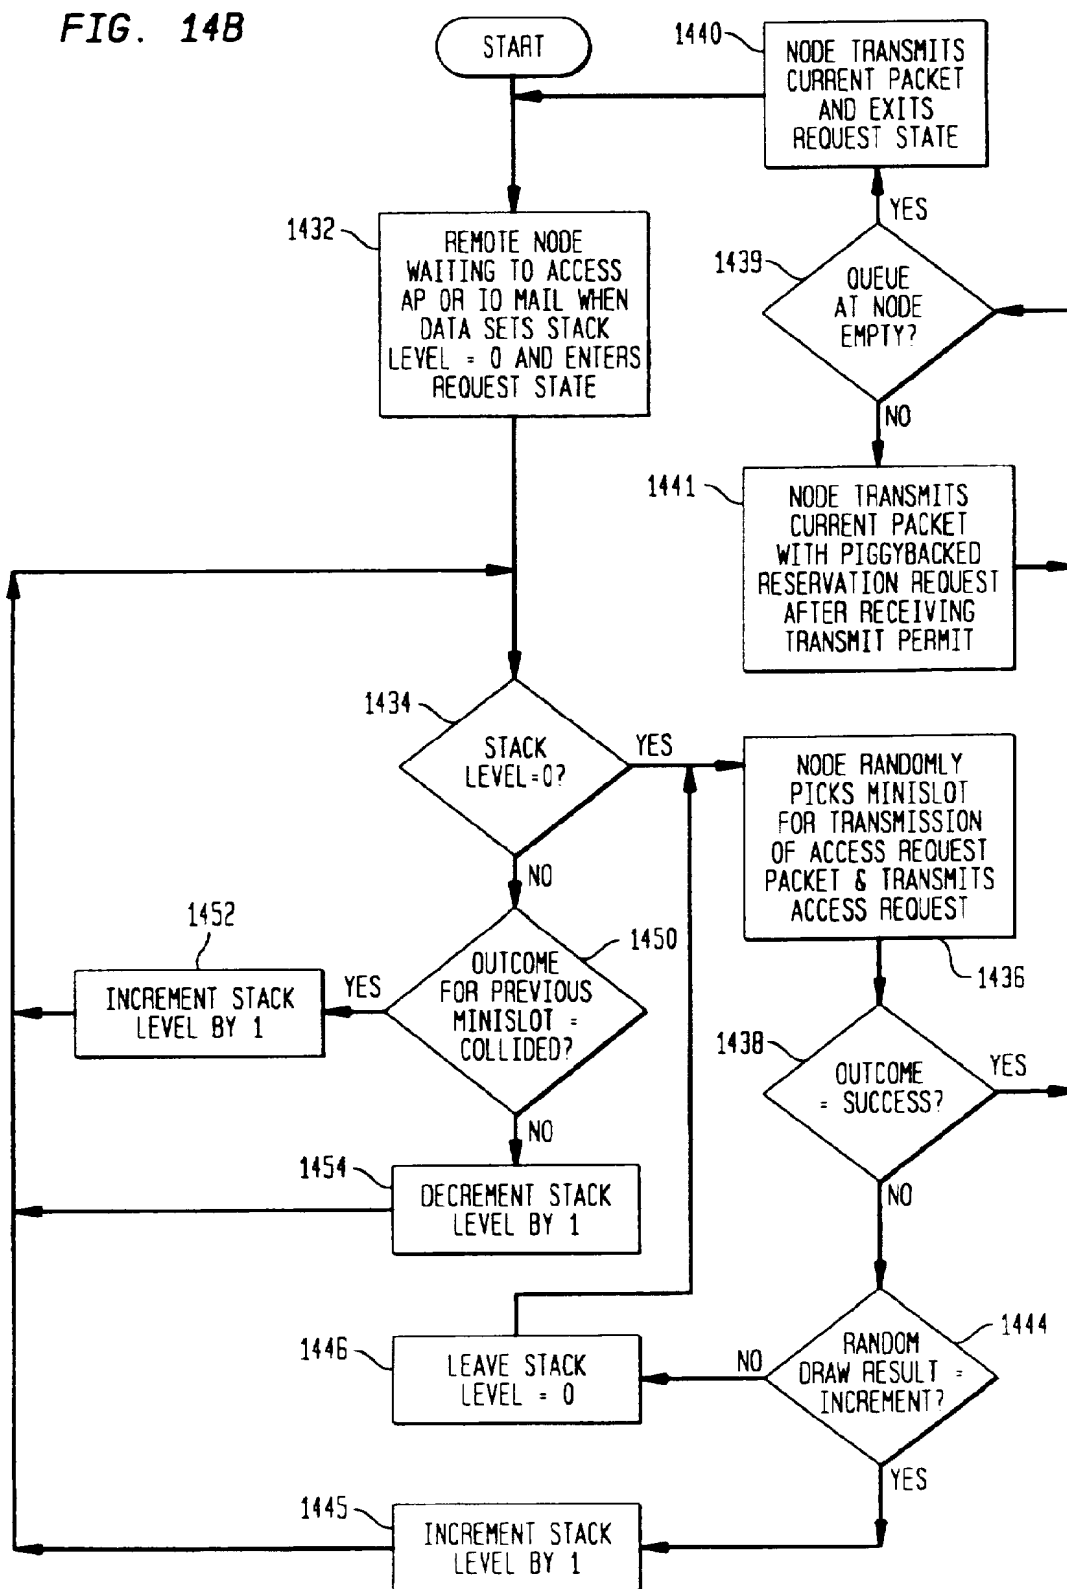 FIG. 14B
START
1440
NODE TRANSMITS
CURRENT PACKET
AND EXITS
REQUEST STATE
YES
1432
REMOTE NODE
WAITING TO ACCESS
AP OR IO MAIL WHEN
DATA SETS STACK
LEVEL = 0 AND ENTERS
REQUEST STATE
1439
QUEUE
AT NODE
EMPTY?
NO
1441
NODE TRANSMITS
CURRENT PACKET
WITH PIGGYBACKED
RESERVATION REQUEST
AFTER RECEIVING
TRANSMIT PERMIT
1434
STACK
LEVEL=0?
YES
NO
NODE RANDOMLY
PICKS MINISLOT
FOR TRANSMISSION
OF ACCESS REQUEST
PACKET & TRANSMITS
ACCESS REQUEST
1436
1452
INCREMENT STACK
LEVEL BY 1
YES
1450
OUTCOME
FOR PREVIOUS
MINISLOT =
COLLIDED?
NO
1438
OUTCOME
= SUCCESS?
YES
NO
1454
DECREMENT STACK
LEVEL BY 1
1446
LEAVE STACK
LEVEL = 0
NO
1444
RANDOM
DRAW RESULT =
INCREMENT?
YES
1445
INCREMENT STACK
LEVEL BY 1